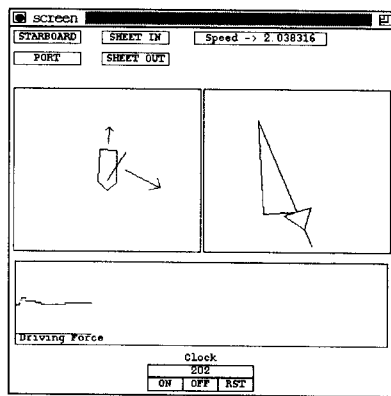 screen
STARBOARD SHEET IN Speed -> 2.038316
PORT SHEET OUT
Driving Force
Clock
202
ON OFF RST